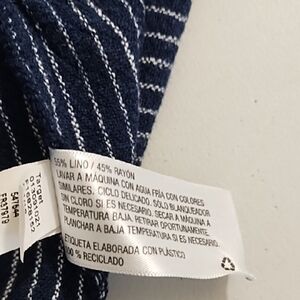 55% LINO / 45% RAYÓN
LAVAR A MÁQUINA CON AGUA FRÍA CON COLORES
SIMILARES, CICLO DELICADO. SÓLO BLANQUEADOR
SIN CLORO SI ES NECESARIO. SECAR A MÁQUINA A
TEMPERATURA BAJA. RETIRAR OPORTUNAMENTE.
PLANCHAR A BAJA TEMPERATURA SI ES NECESARIO.
ETIQUETA ELABORADA CON PLÁSTICO
100 % RECICLADO
Target